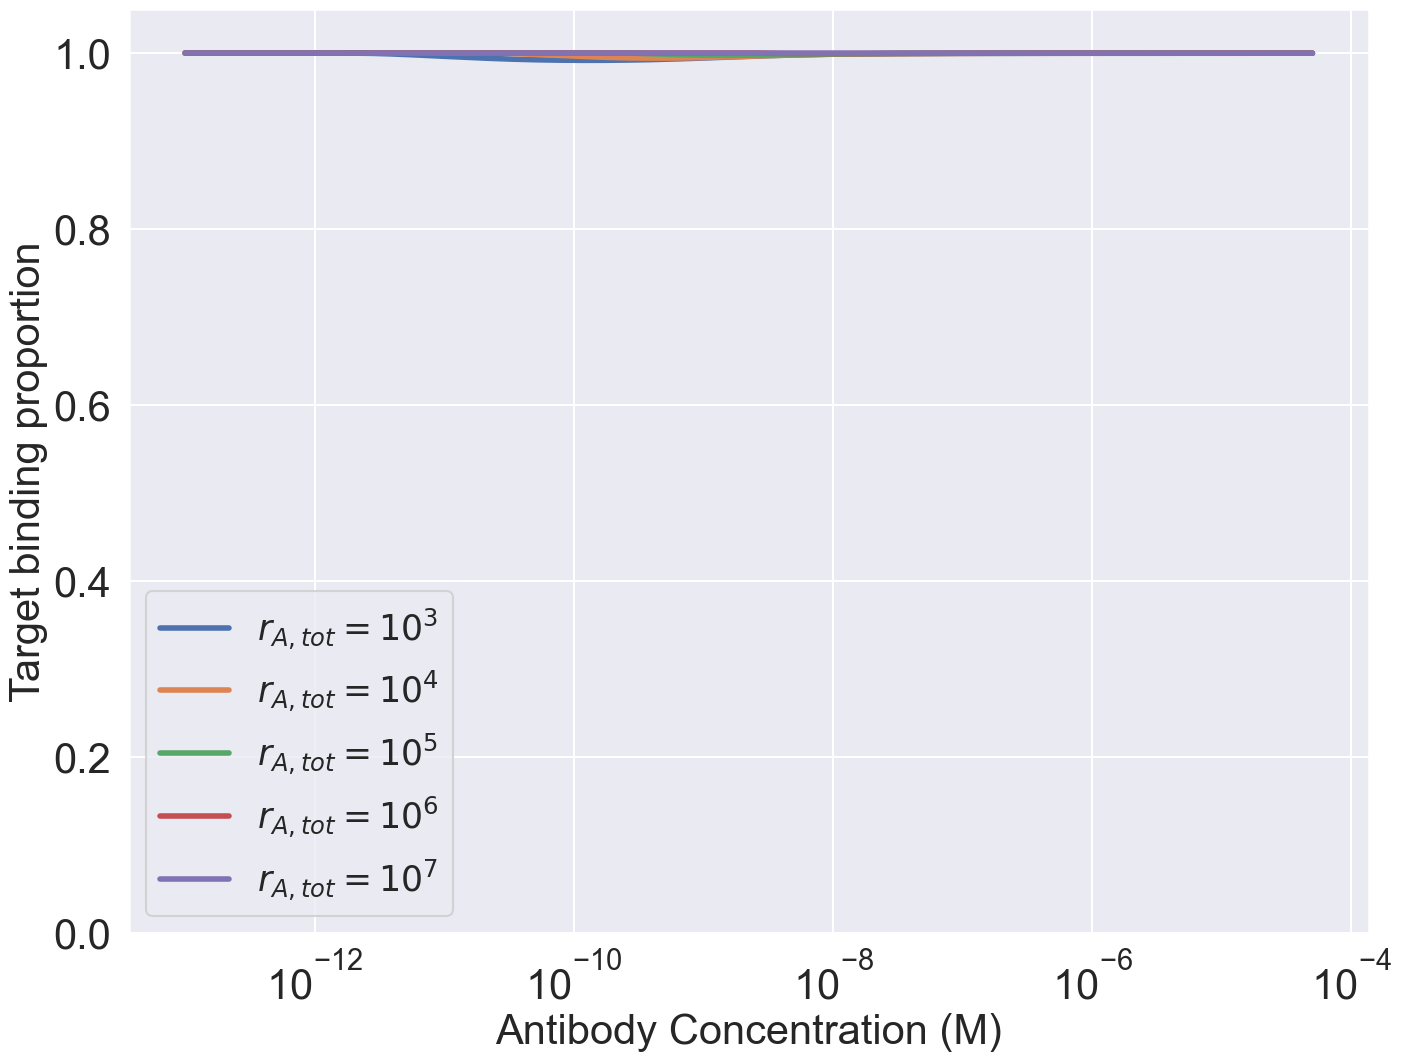 1.0
0.8
0.6
0.4
0.2
0.0
Target binding proportion
r_{A,tot} = 10^3
r_{A,tot} = 10^4
r_{A,tot} = 10^5
r_{A,tot} = 10^6
r_{A,tot} = 10^7
10^{−12} 10^{−10} 10^{−8} 10^{−6} 10^{−4}
Antibody Concentration (M)